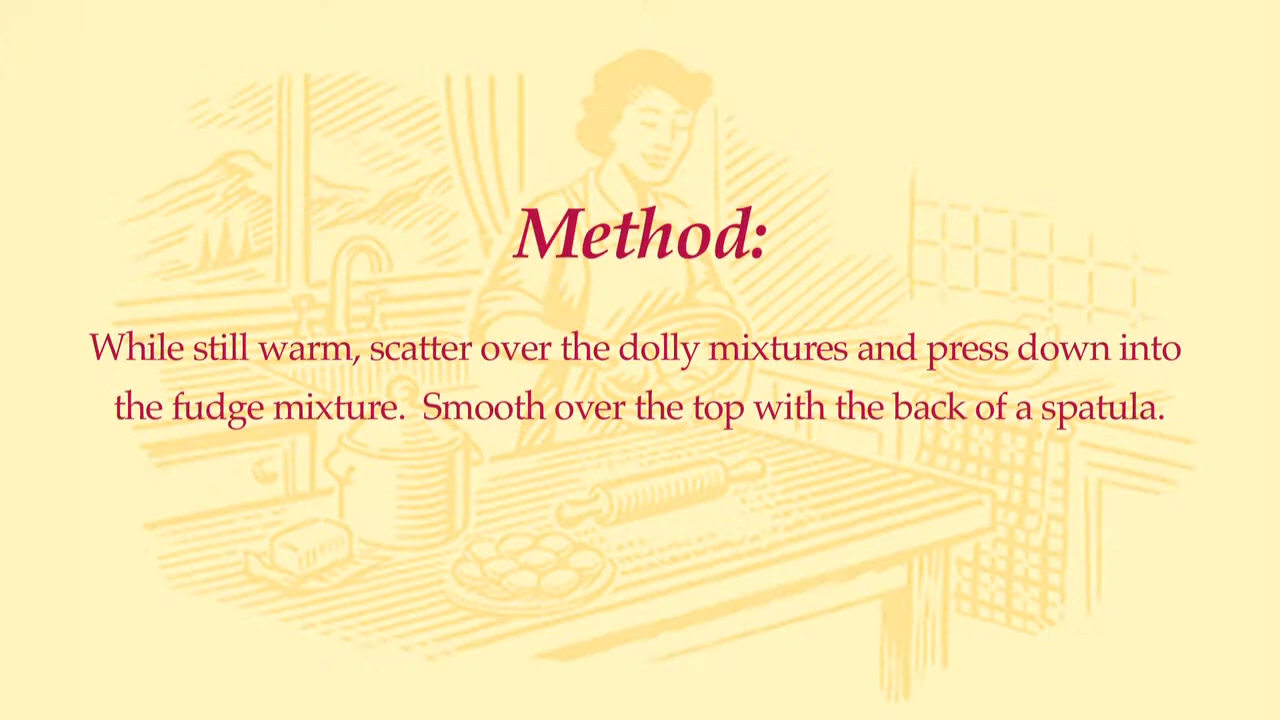 Method:
While still warm, scatter over the dolly mixtures and press down into
the fudge mixture.  Smooth over the top with the back of a spatula.